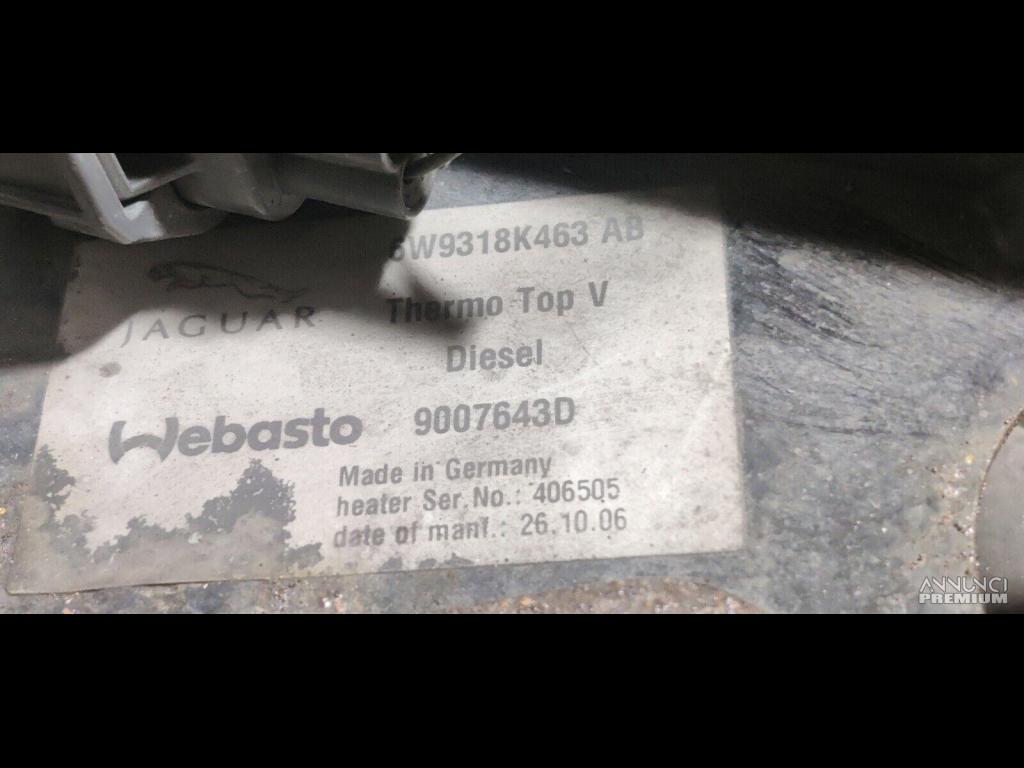 6W9318K463 AB
JAGUAR
Thermo Top V
Diesel
Webasto
9007643D
Made in Germany
heater Ser.No.: 406505
date of manf.: 26.10.06
ANNUNCI
PREMIUM